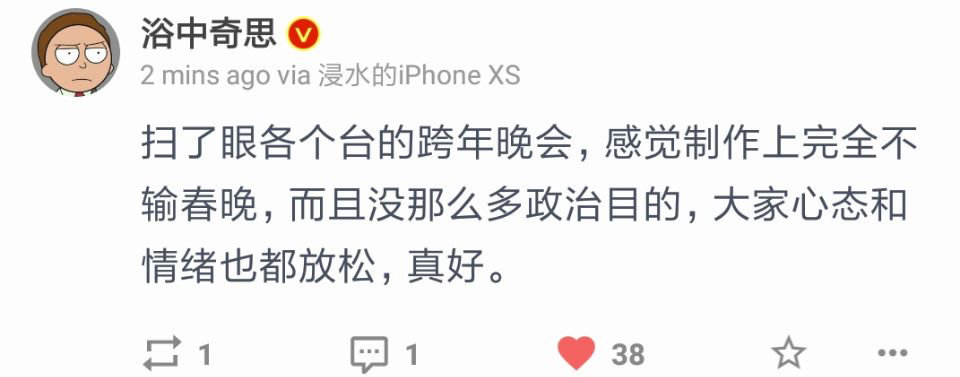 浴中奇思
2 mins ago via 浸水的iPhone XS
扫了眼各个台的跨年晚会，感觉制作上完全不
输春晚，而且没那么多政治目的，大家心态和
情绪也都放松，真好。
1 1 38